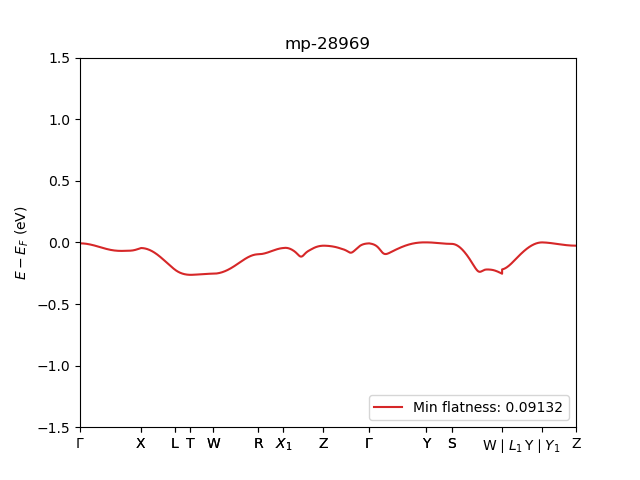 mp-28969
E − E_F (eV)
1.5
1.0
0.5
0.0
−0.5
−1.0
−1.5
Min flatness: 0.09132
Γ X L T W R X₁ Z Γ Y S W | L₁ Y | Y₁ Z